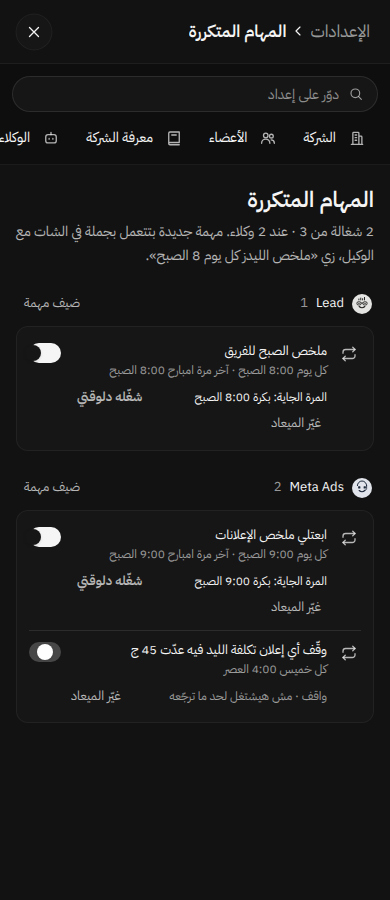 الإعدادات › المهام المتكررة
دوّر على إعداد
الشركة الأعضاء معرفة الشركة الوكلاء
المهام المتكررة
2 شغالة من 3 · عند 2 وكلاء. مهمة جديدة بتتعمل بجملة في الشات مع
الوكيل، زي «ملخص الليدز كل يوم 8 الصبح».
Lead 1 ضيف مهمة
ملخص الصبح للفريق
كل يوم 8:00 الصبح · آخر مرة امبارح 8:00 الصبح
المرة الجاية: بكرة 8:00 الصبح شغّله دلوقتي
غيّر الميعاد
Meta Ads 2 ضيف مهمة
ابعتلي ملخص الإعلانات
كل يوم 9:00 الصبح · آخر مرة امبارح 9:00 الصبح
المرة الجاية: بكرة 9:00 الصبح شغّله دلوقتي
غيّر الميعاد
وقّف أي إعلان تكلفة الليد فيه عدّت 45 ج
كل خميس 4:00 العصر
واقف · مش هيشتغل لحد ما ترجّعه غيّر الميعاد